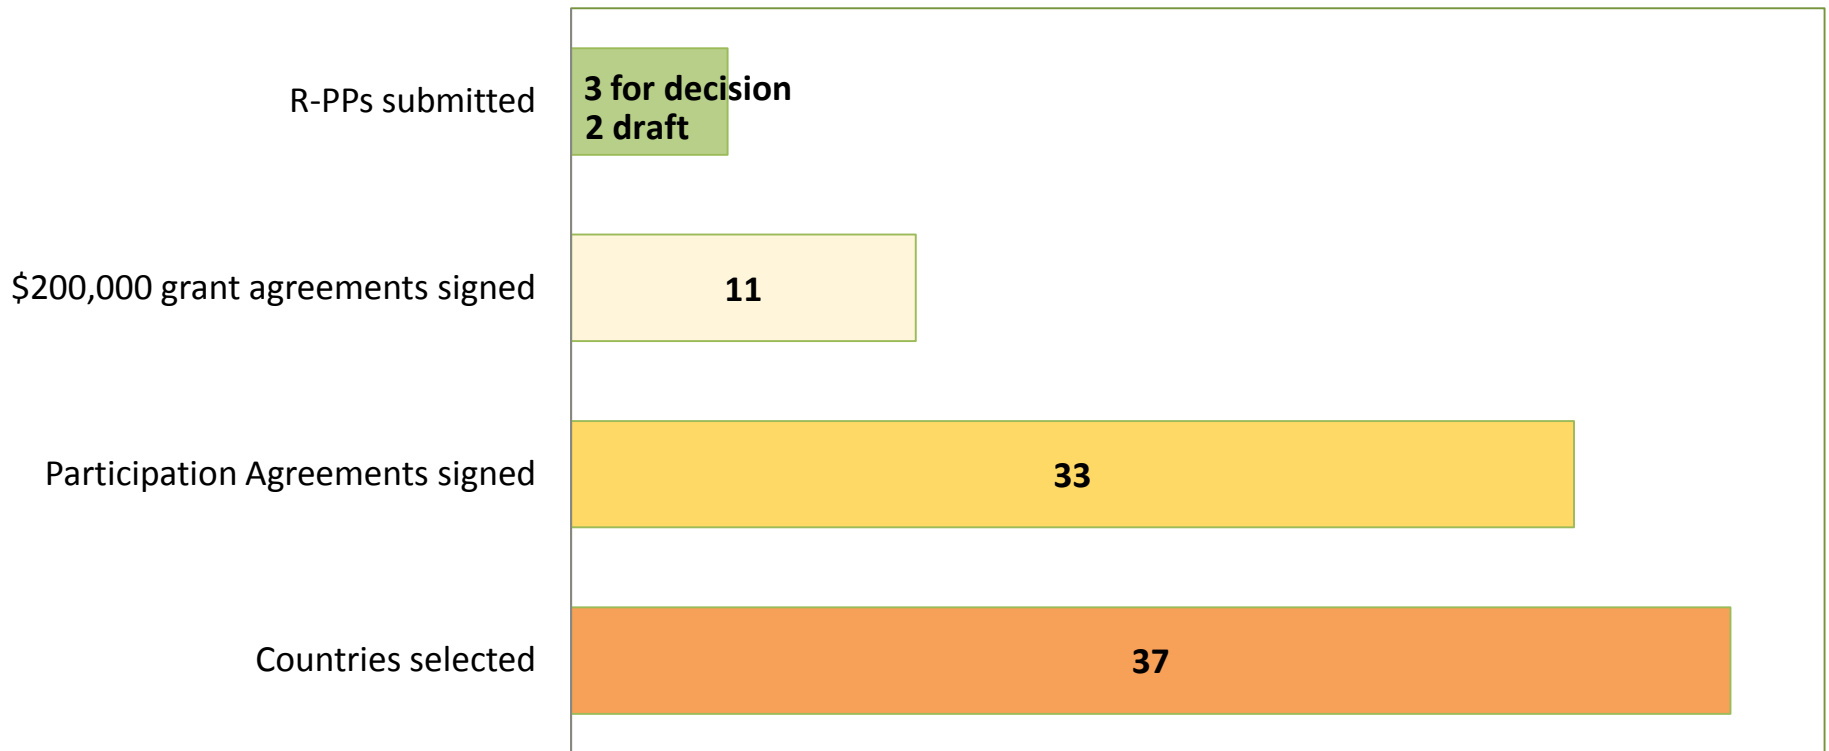 R-PPs submitted
3 for decision
2 draft
$200,000 grant agreements signed
11
Participation Agreements signed
33
Countries selected
37